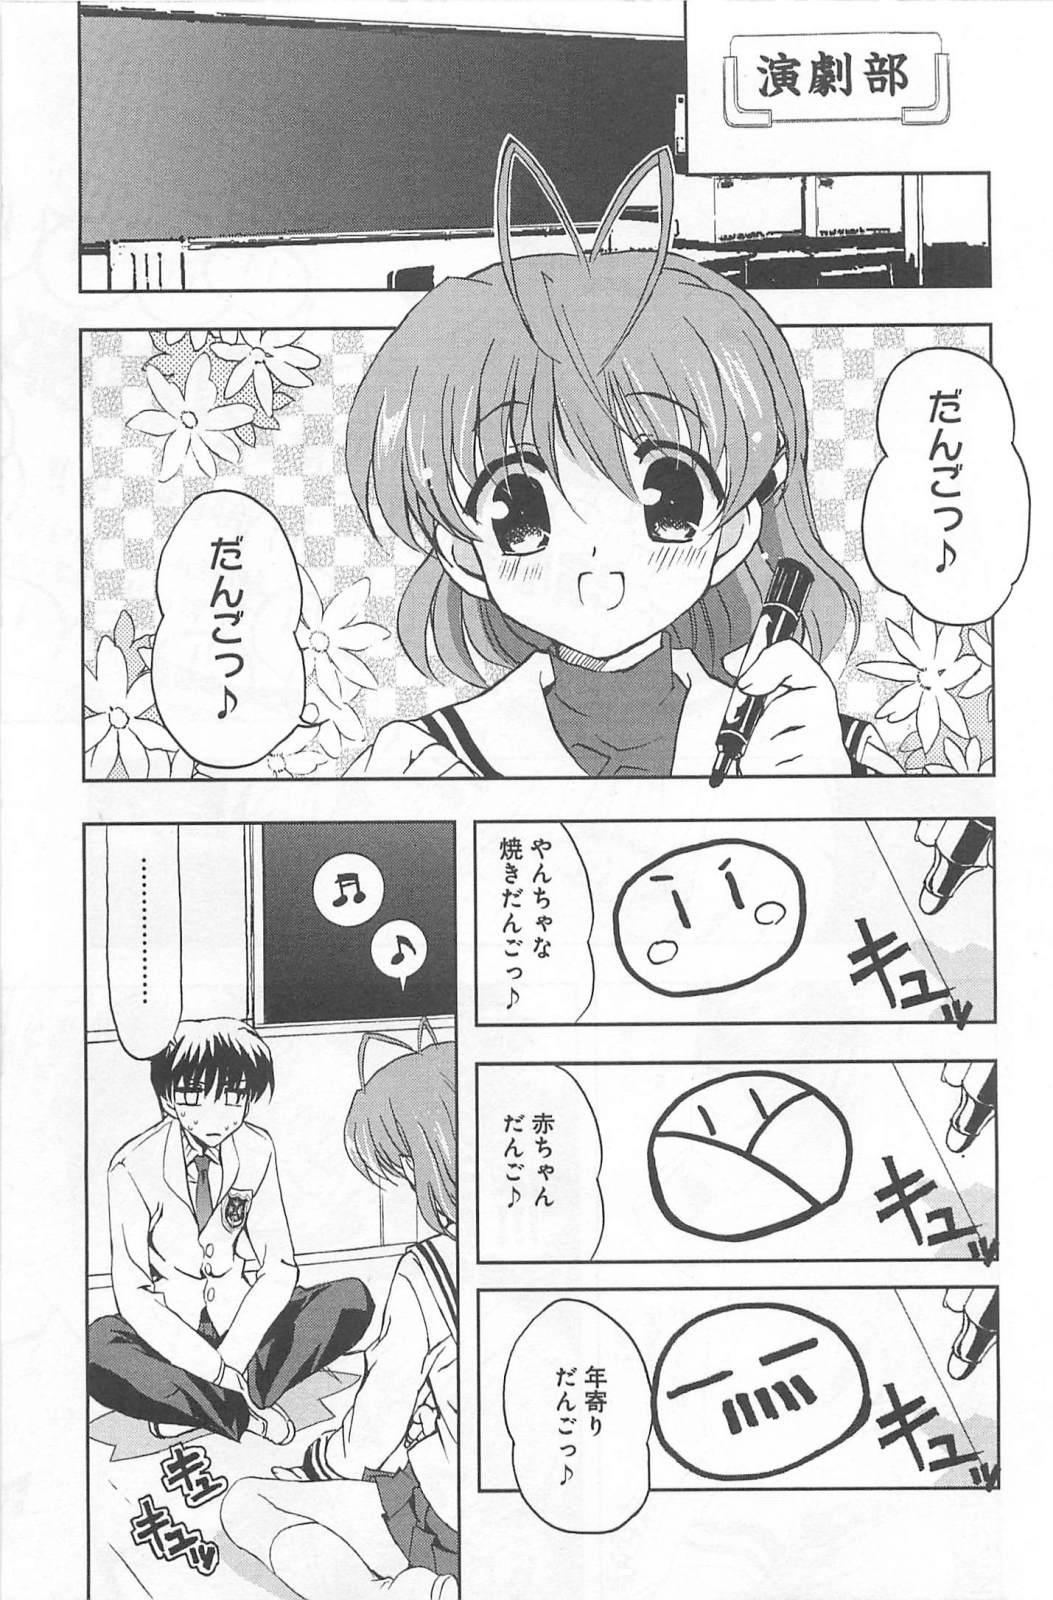 演劇部
だんごっ♪
だんごっ♪
やんちゃな
焼きだんごっ♪
キュッ
赤ちゃん
だんご♪
キュッ
年寄り
だんごっ♪
キュッ
………………
キュ
キュッ